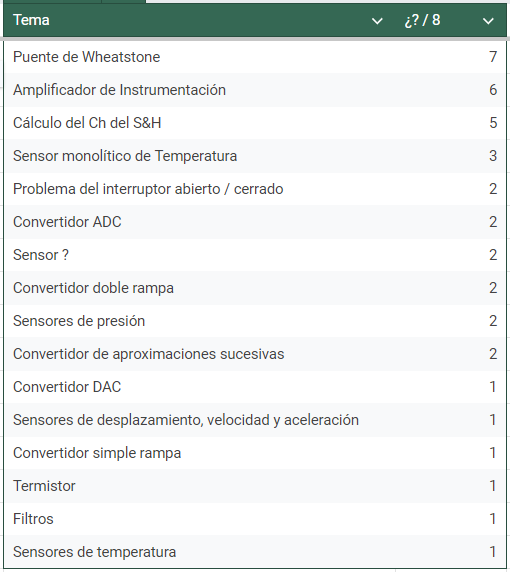 Tema ¿? / 8
Puente de Wheatstone 7
Amplificador de Instrumentación 6
Cálculo del Ch del S&H 5
Sensor monolítico de Temperatura 3
Problema del interruptor abierto / cerrado 2
Convertidor ADC 2
Sensor ? 2
Convertidor doble rampa 2
Sensores de presión 2
Convertidor de aproximaciones sucesivas 2
Convertidor DAC 1
Sensores de desplazamiento, velocidad y aceleración 1
Convertidor simple rampa 1
Termistor 1
Filtros 1
Sensores de temperatura 1